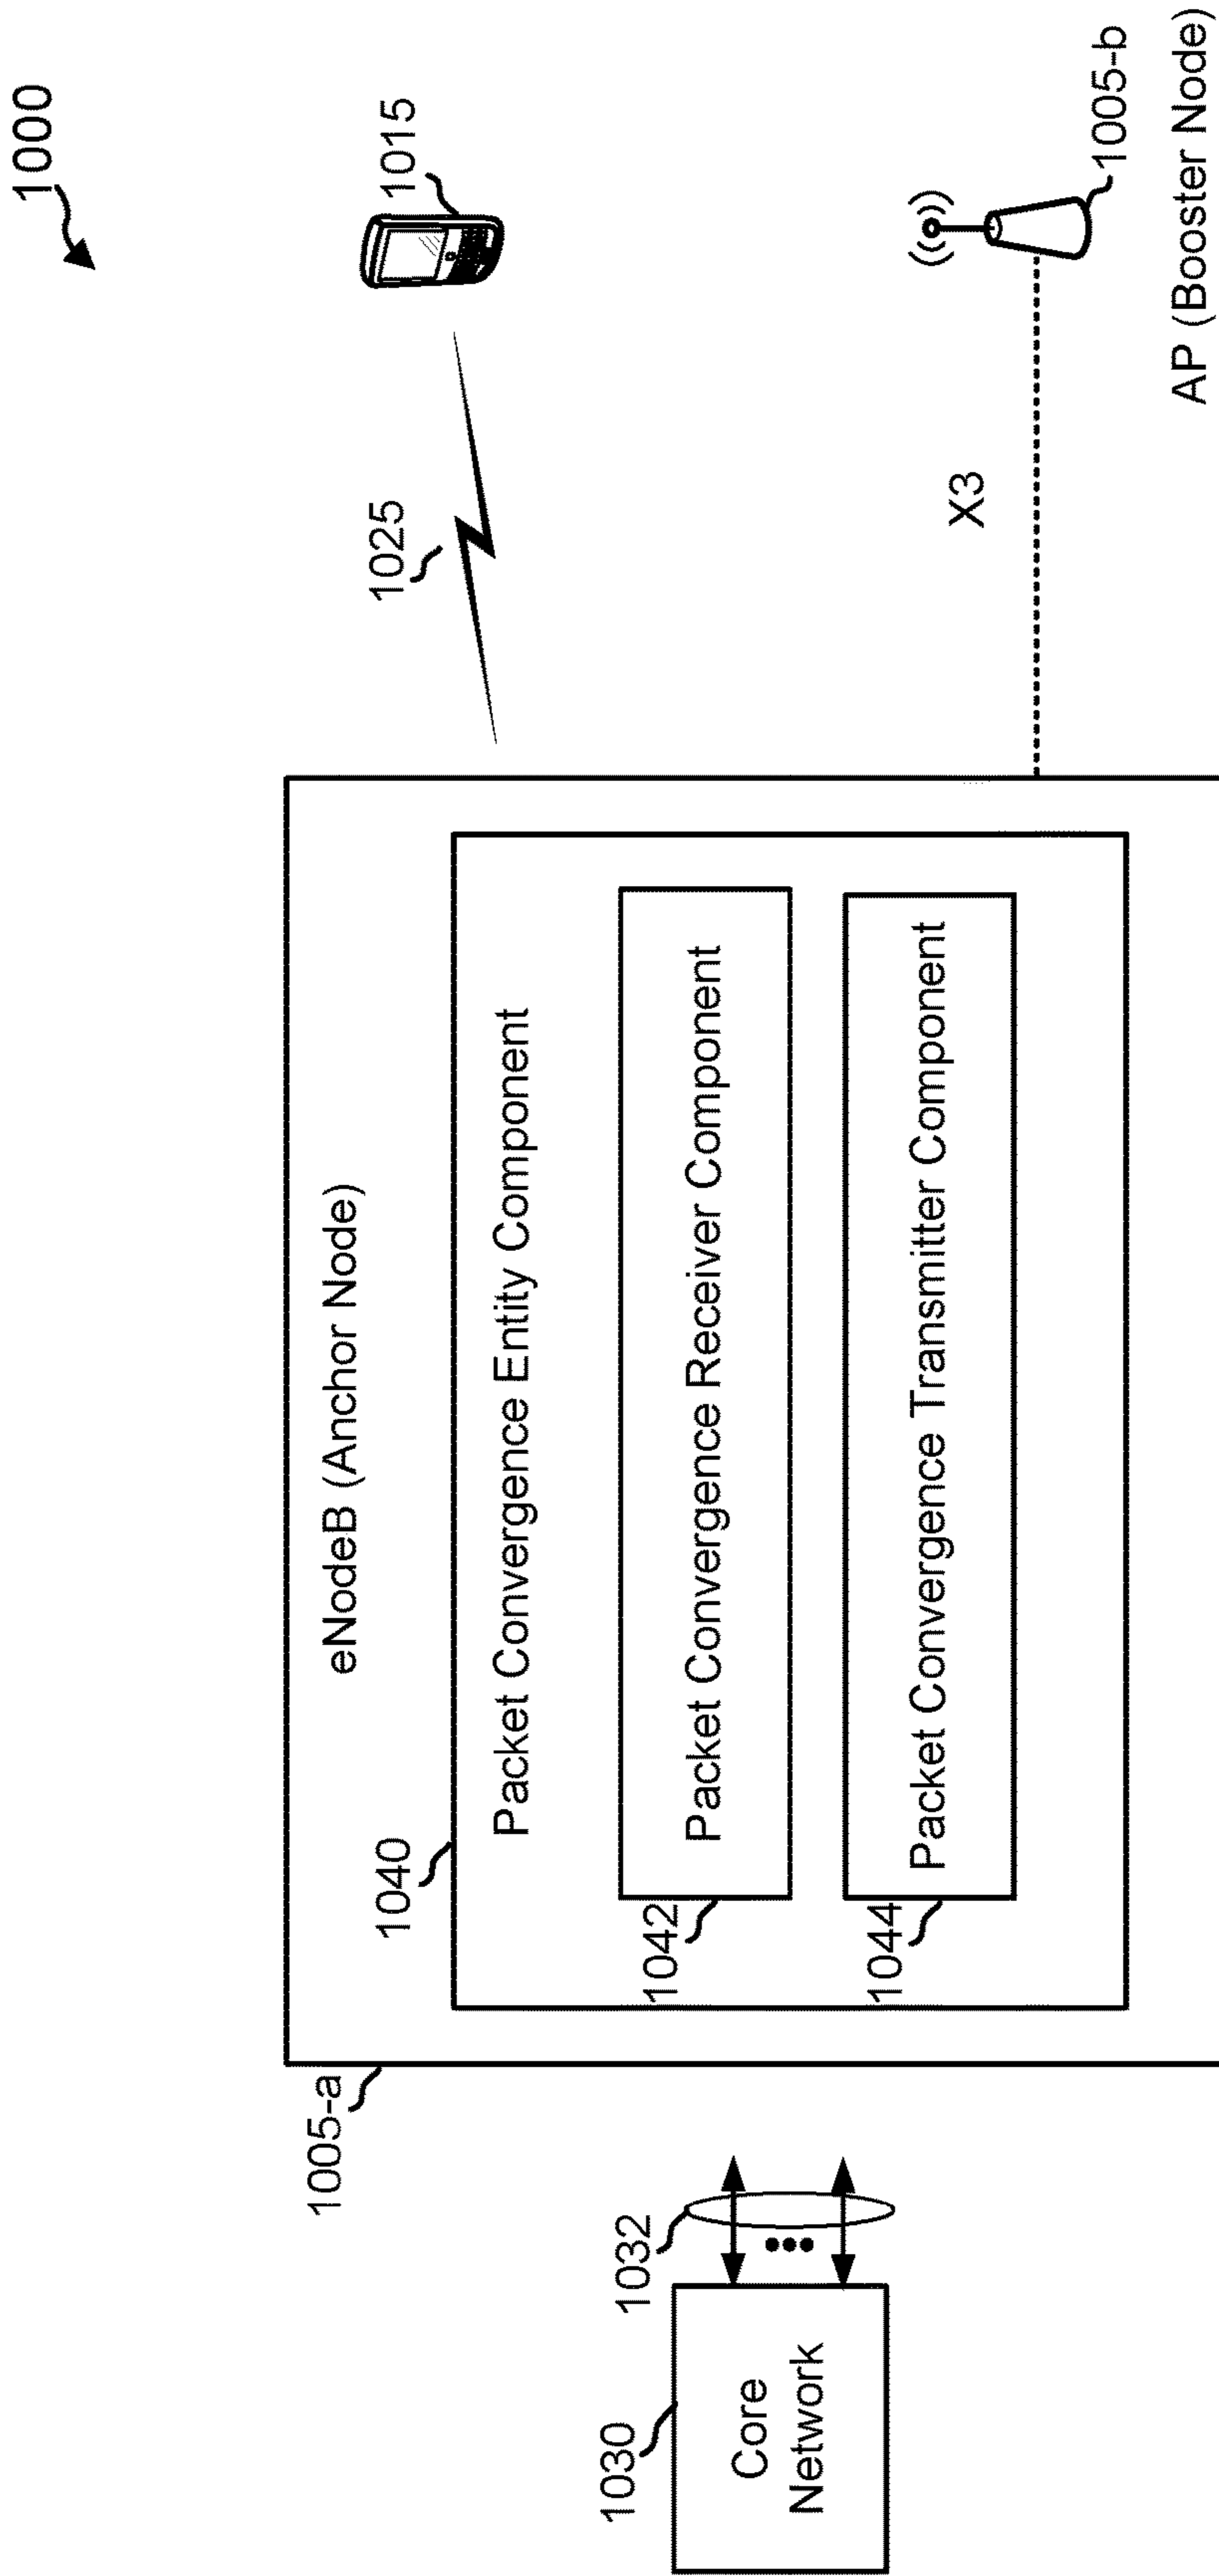 1000
1015
1025
1005-b
AP (Booster Node)
X3
1005-a
eNodeB (Anchor Node)
1040
Packet Convergence Entity Component
1042
Packet Convergence Receiver Component
1044
Packet Convergence Transmitter Component
1032
1030
Core
Network